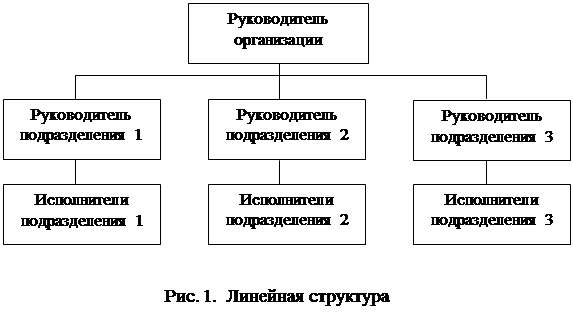 Руководитель
организации
Руководитель
подразделения 1
Руководитель
подразделения 2
Руководитель
подразделения 3
Исполнители
подразделения 1
Исполнители
подразделения 2
Исполнители
подразделения 3
Рис. 1. Линейная структура